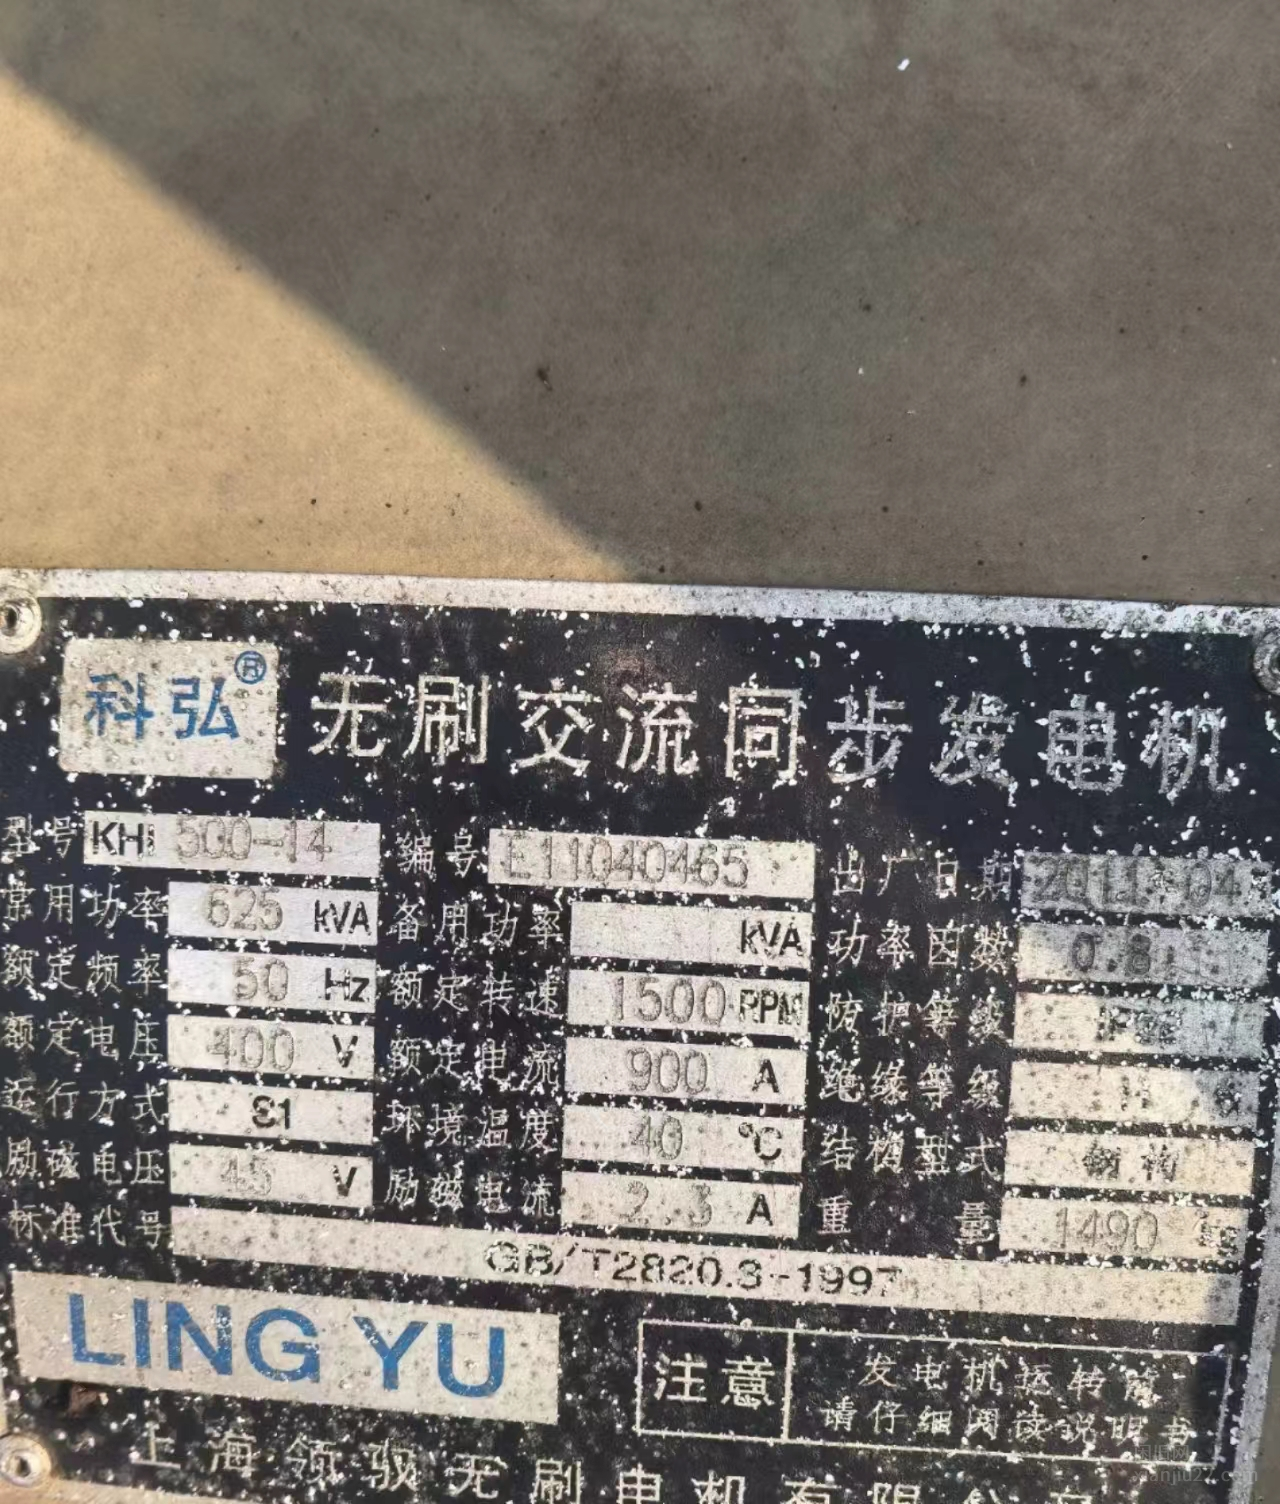 科弘® 无刷交流同步发电机
型号 KHI 500-14 编号 E11040465 出厂日期 2011.04
常用功率 625 kVA 备用功率 kVA 功率因数 0.8
额定频率 50 Hz 额定转速 1500 RPM 防护等级
额定电压 400 V 额定电流 900 A 绝缘等级 H
运行方式 S1 环境温度 40 ℃ 结构型式
励磁电压 45 V 励磁电流 2.3 A 重量 1490 kg
标准代号 GB/T2820.3-1997
LING YU
注意 发电机运转前
请仔细阅读说明书
上海领驭无刷电机有限公司